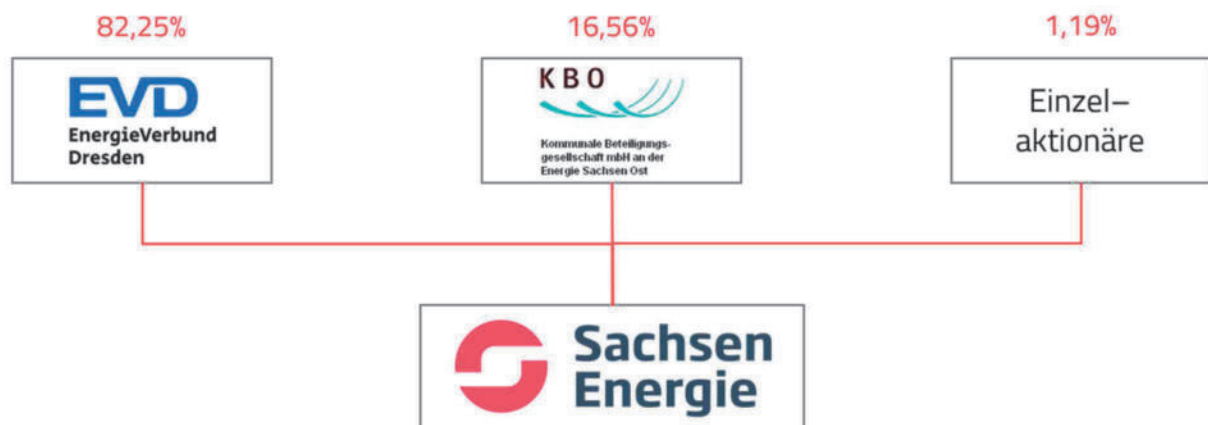 82,25%
16,56%
1,19%
EVD
EnergieVerbund
Dresden
KBO
Kommunale Beteiligungs-
gesellschaft mbH an der
Energie Sachsen Ost
Einzel–
aktionäre
Sachsen
Energie